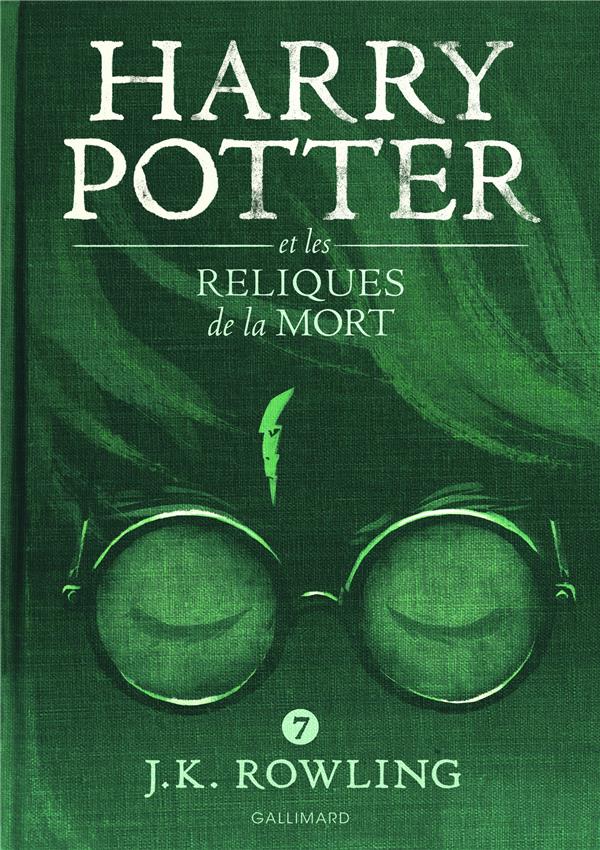 HARRY
POTTER
et les
RELIQUES
de la MORT
7
J.K. ROWLING
GALLIMARD